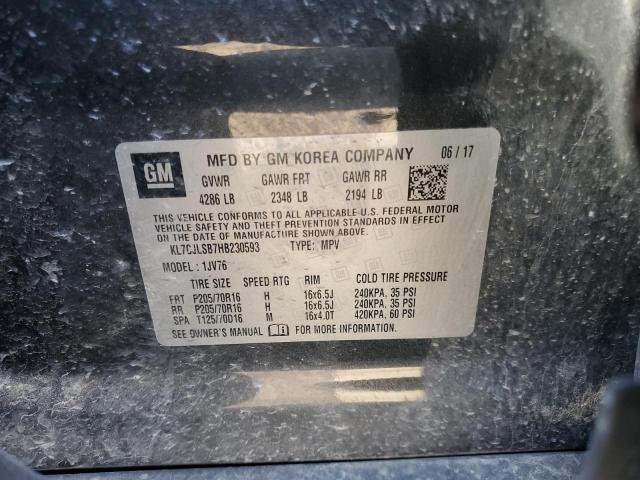 GM MFD BY GM KOREA COMPANY 06/17
GVWR GAWR FRT GAWR RR
4286 LB 2348 LB 2194 LB
THIS VEHICLE CONFORMS TO ALL APPLICABLE U.S. FEDERAL MOTOR
VEHICLE SAFETY AND THEFT PREVENTION STANDARDS IN EFFECT
ON THE DATE OF MANUFACTURE SHOWN ABOVE.
KL7CJLSB7HB230593 TYPE: MPV
MODEL: 1JV76
TIRE SIZE SPEED RTG RIM COLD TIRE PRESSURE
FRT P205/70R16 H 16x6.5J 240KPA, 35 PSI
RR P205/70R16 H 16x6.5J 240KPA, 35 PSI
SPA T125/70D16 M 16x4.0T 420KPA, 60 PSI
SEE OWNER'S MANUAL FOR MORE INFORMATION.